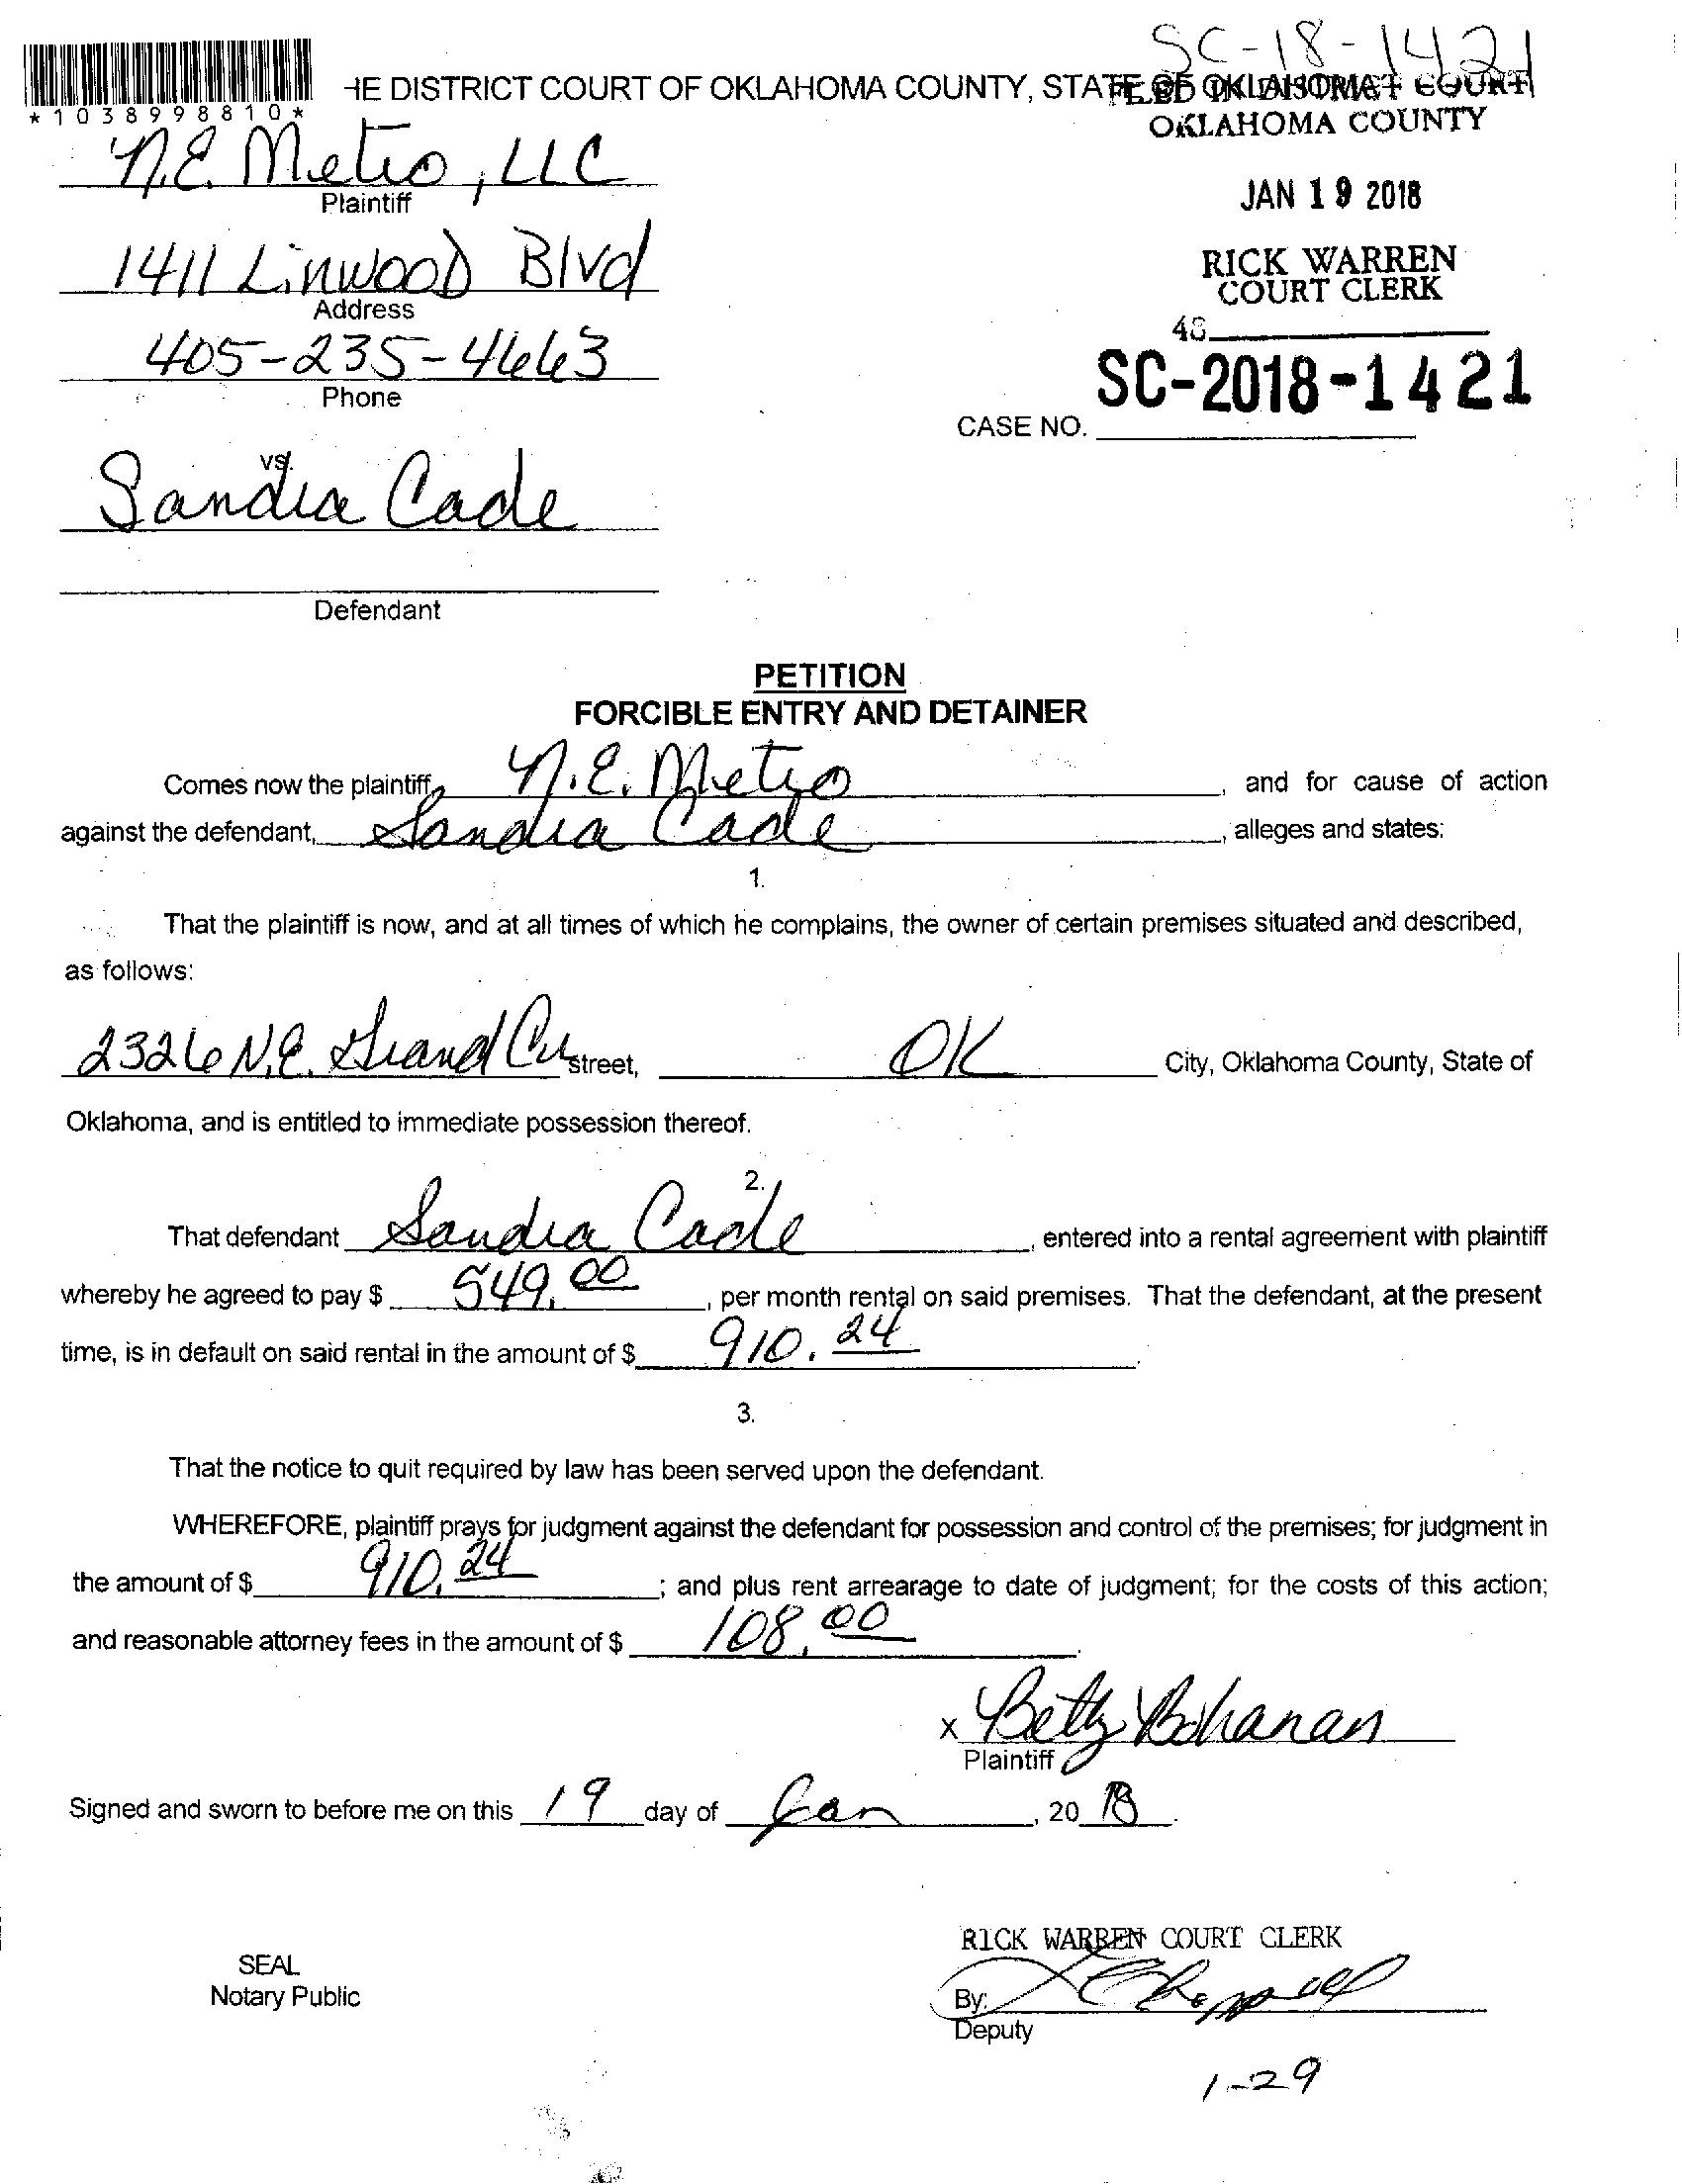 SC-18-1421
HE DISTRICT COURT OF OKLAHOMA COUNTY, STATE OF OKLAHOMA
FILED IN DISTRICT COURT
OKLAHOMA COUNTY
*1038998810*
N.E. Metro, LLC
Plaintiff
JAN 19 2018
1411 Linwood Blvd
Address
RICK WARREN
COURT CLERK
405-235-4663
Phone
48
SC-2018-1421
CASE NO.
vs.
Sandra Cade
Defendant
PETITION
FORCIBLE ENTRY AND DETAINER
Comes now the plaintiff, N.E. Metro, and for cause of action
against the defendant, Sandra Cade, alleges and states:
1.
That the plaintiff is now, and at all times of which he complains, the owner of certain premises situated and described,
as follows:
2326 N.E. Grand Cir street, OK City, Oklahoma County, State of
Oklahoma, and is entitled to immediate possession thereof.
2.
That defendant Sandra Cade, entered into a rental agreement with plaintiff
whereby he agreed to pay $ 549.00, per month rental on said premises. That the defendant, at the present
time, is in default on said rental in the amount of $ 910.24.
3.
That the notice to quit required by law has been served upon the defendant.
WHEREFORE, plaintiff prays for judgment against the defendant for possession and control of the premises; for judgment in
the amount of $ 910.24; and plus rent arrearage to date of judgment; for the costs of this action;
and reasonable attorney fees in the amount of $ 108.00.
x Betty Bohanan
Plaintiff
Signed and sworn to before me on this 19 day of Jan, 20 18.
RICK WARREN COURT CLERK
SEAL
Notary Public
By:
Deputy
1-29